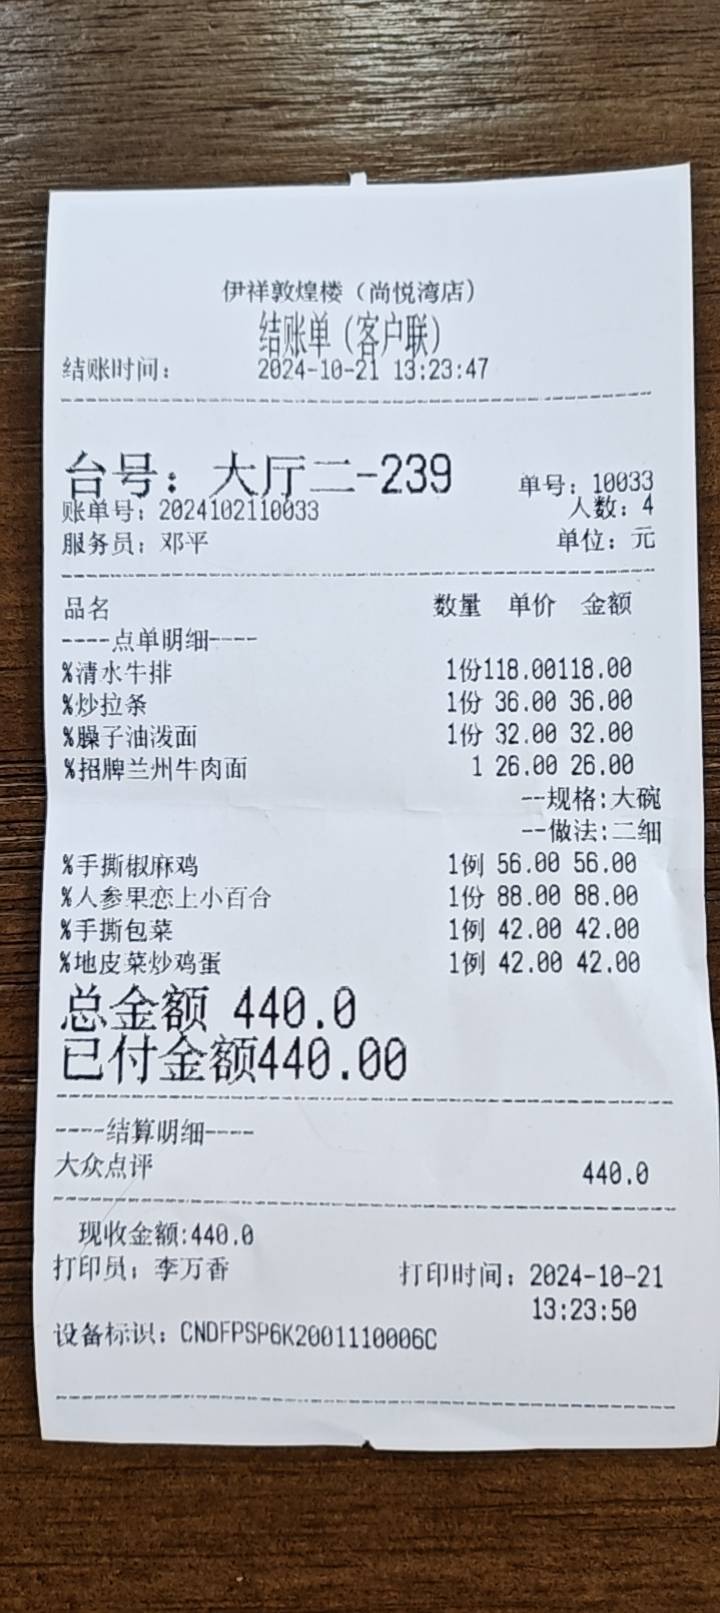 伊祥敦煌楼（尚悦湾店）
结账单（客户联）
结账时间： 2024-10-21 13:23:47
台号：大厅二-239 单号：10033
账单号：2024102110033 人数：4
服务员：邓平 单位：元
品名 数量 单价 金额
----点单明细----
%清水牛排 1份118.00118.00
%炒拉条 1份 36.00 36.00
%臊子油泼面 1份 32.00 32.00
%招牌兰州牛肉面 1 26.00 26.00
--规格:大碗
--做法:二细
%手撕椒麻鸡 1例 56.00 56.00
%人参果恋上小百合 1份 88.00 88.00
%手撕包菜 1例 42.00 42.00
%地皮菜炒鸡蛋 1例 42.00 42.00
总金额 440.0
已付金额440.00
----结算明细----
大众点评 440.0
现收金额:440.0
打印员：李万香 打印时间：2024-10-21
13:23:50
设备标识：CNDFPSP6K2001110006C